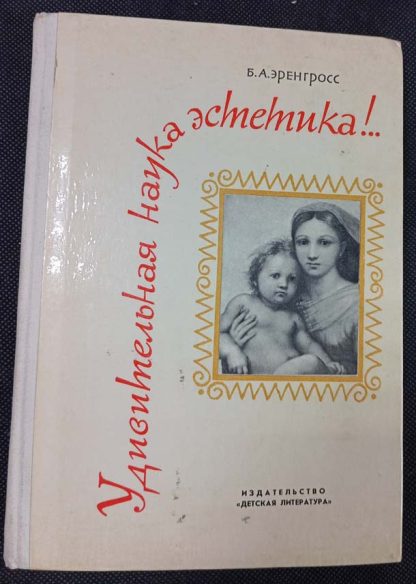 Б. А. ЭРЕНГРОСС
Удивительная наука эстетика!..
ИЗДАТЕЛЬСТВО
«ДЕТСКАЯ ЛИТЕРАТУРА»